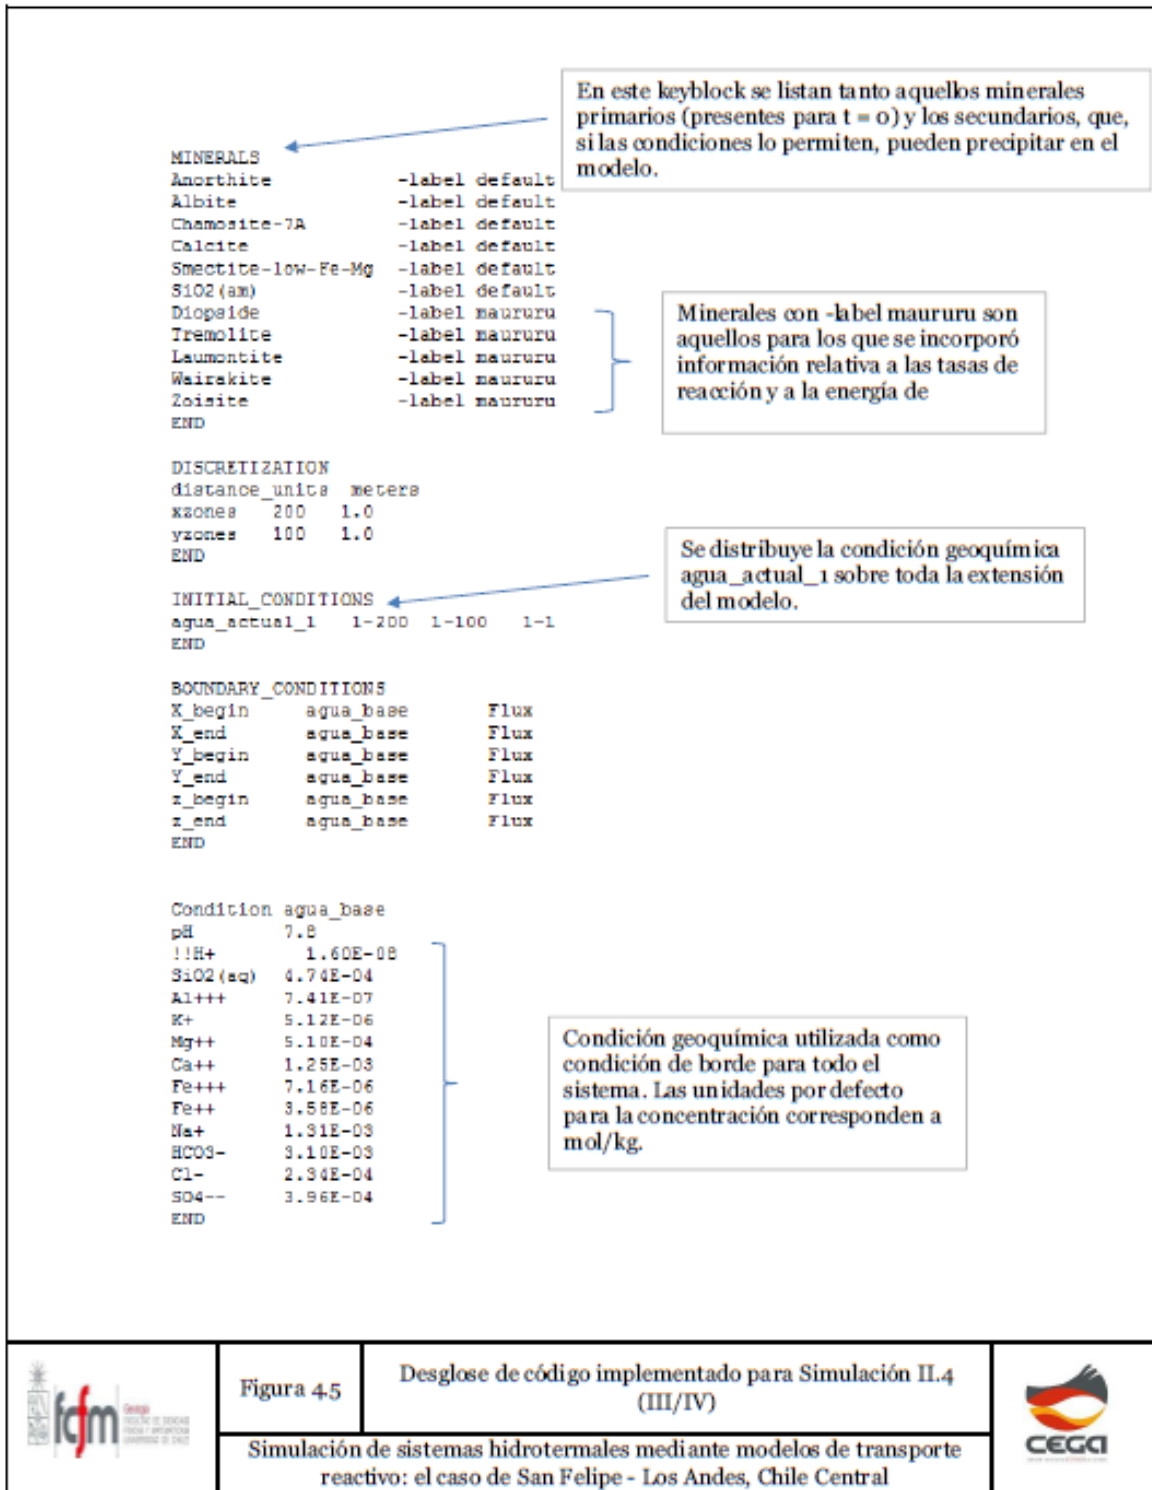 En este keyblock se listan tanto aquellos minerales
primarios (presentes para t = 0) y los secundarios, que,
si las condiciones lo permiten, pueden precipitar en el
modelo.
MINERALS
Anorthite -label default
Albite -label default
Chamosite-7A -label default
Calcite -label default
Smectite-low-Fe-Mg -label default
SiO2(am) -label default
Diopside -label maururu
Tremolite -label maururu
Laumontite -label maururu
Wairakite -label maururu
Zoisite -label maururu
END
Minerales con -label maururu son
aquellos para los que se incorporó
información relativa a las tasas de
reacción y a la energía de
DISCRETIZATION
distance_units meters
xzones 200 1.0
yzones 100 1.0
END
Se distribuye la condición geoquímica
agua_actual_1 sobre toda la extensión
del modelo.
INITIAL_CONDITIONS
agua_actual_1 1-200 1-100 1-1
END
BOUNDARY_CONDITIONS
X_begin agua_base Flux
X_end agua_base Flux
Y_begin agua_base Flux
Y_end agua_base Flux
z_begin agua_base Flux
z_end agua_base Flux
END
Condition agua_base
pH 7.8
!!H+ 1.60E-08
SiO2(aq) 4.74E-04
Al+++ 7.41E-07
K+ 5.12E-06
Mg++ 5.10E-04
Ca++ 1.25E-03
Fe+++ 7.16E-06
Fe++ 3.58E-06
Na+ 1.31E-03
HCO3- 3.10E-03
Cl- 2.34E-04
SO4-- 3.96E-04
END
Condición geoquímica utilizada como
condición de borde para todo el
sistema. Las unidades por defecto
para la concentración corresponden a
mol/kg.
fcfm
Geología
Figura 4.5
Desglose de código implementado para Simulación II.4
(III/IV)
Simulación de sistemas hidrotermales mediante modelos de transporte
reactivo: el caso de San Felipe - Los Andes, Chile Central
CEGA